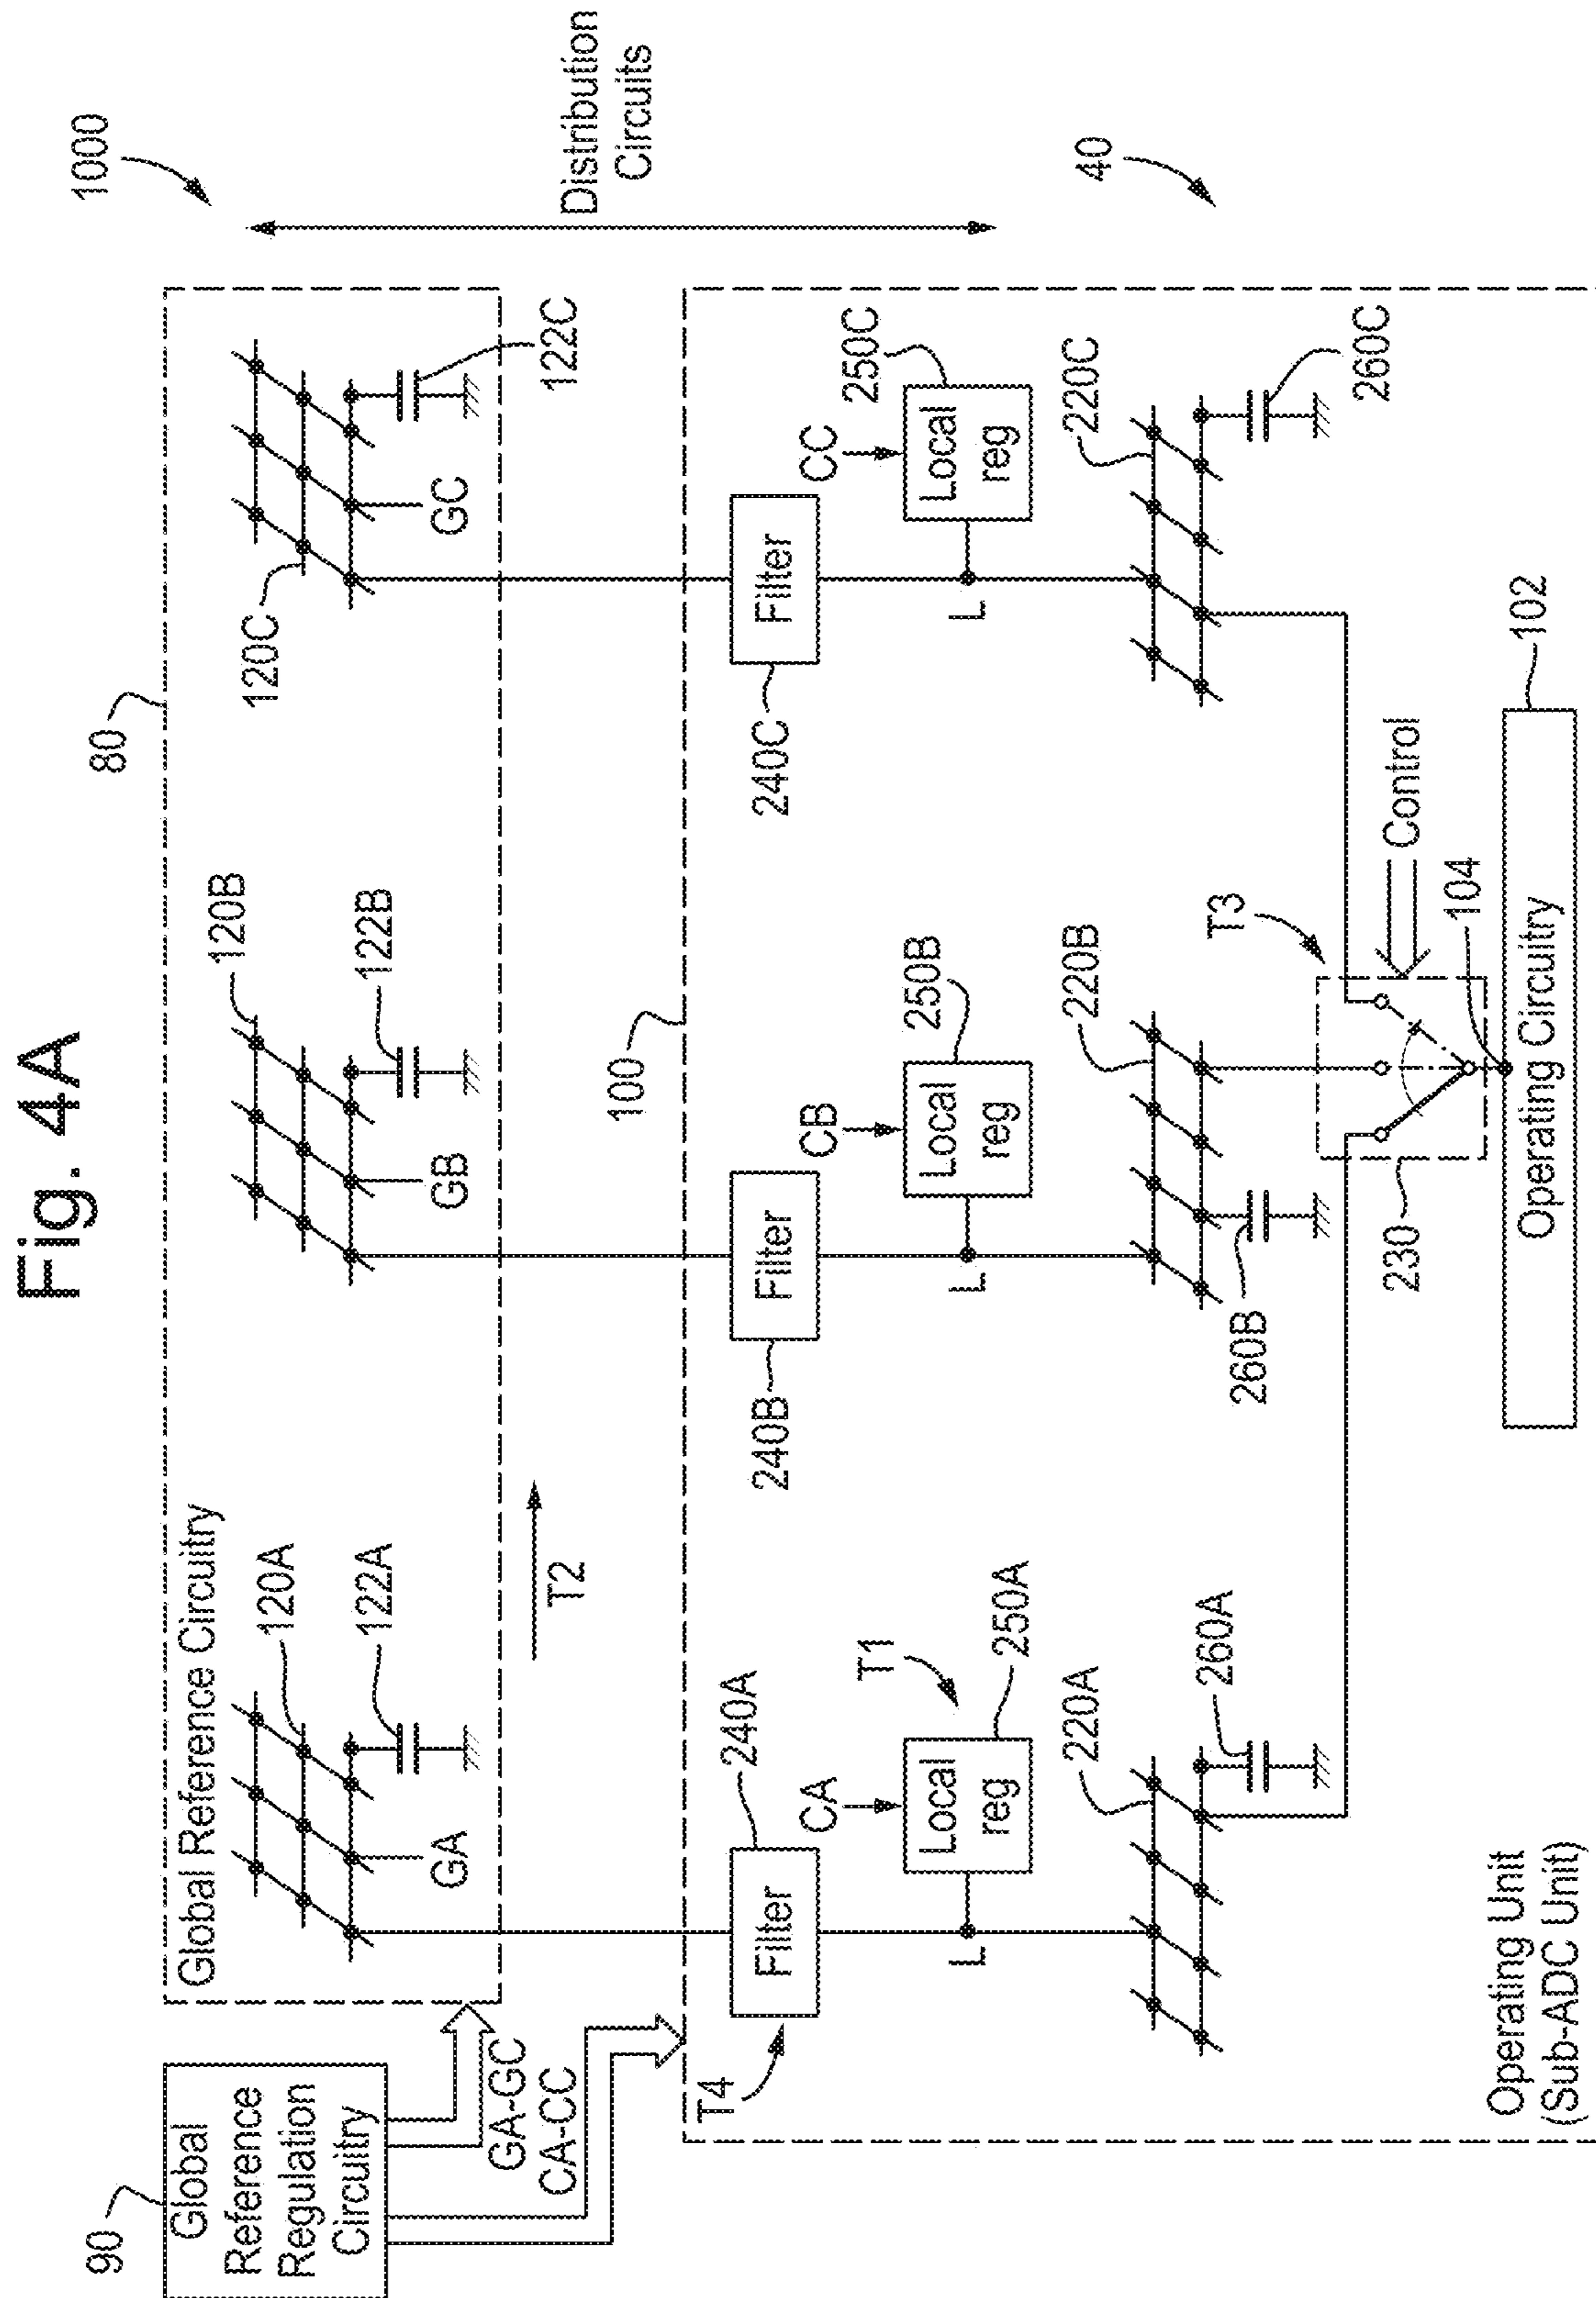 Fig. 4A
1000
Distribution
Circuits
40
90
Global
Reference
Regulation
Circuitry
GA-GC
CA-CC
80
Global Reference Circuitry
120A
122A
GA
120B
122B
GB
120C
122C
GC
T2
100
T4
Filter
240A
Filter
240B
Filter
240C
CA
T1
Local
reg
250A
L
CB
Local
reg
250B
L
CC
Local
reg
250C
L
220A
260A
220B
260B
220C
260C
T3
230
Control
104
102
Operating Circuitry
Operating Unit
(Sub-ADC Unit)